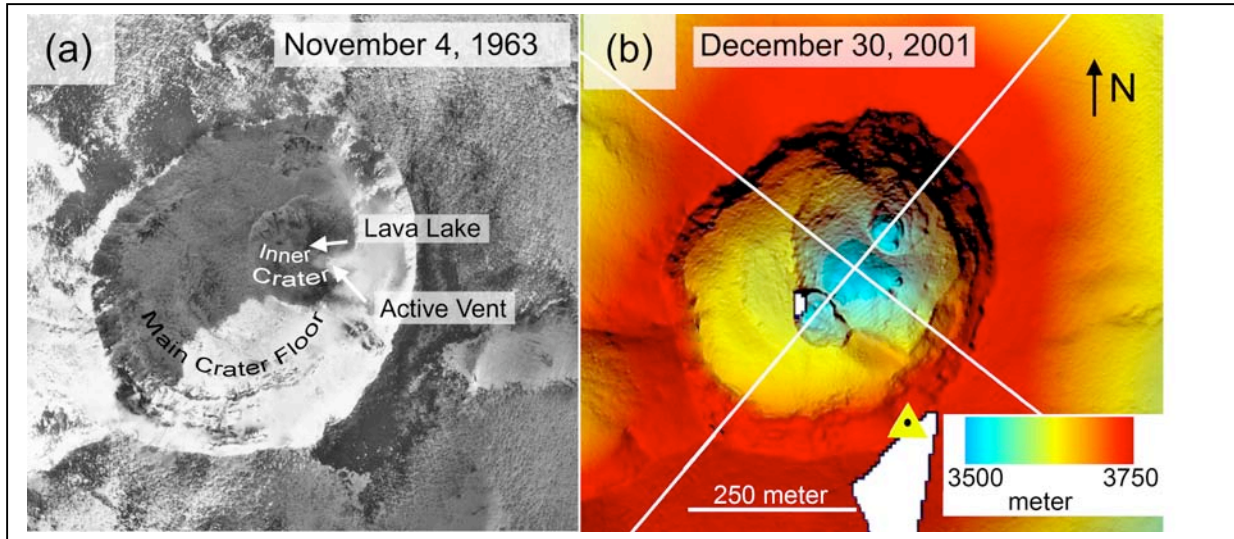 (a)
November 4, 1963
Lava Lake
Inner
Crater
Active Vent
Main Crater Floor
(b)
December 30, 2001
N
250 meter
3500
3750
meter